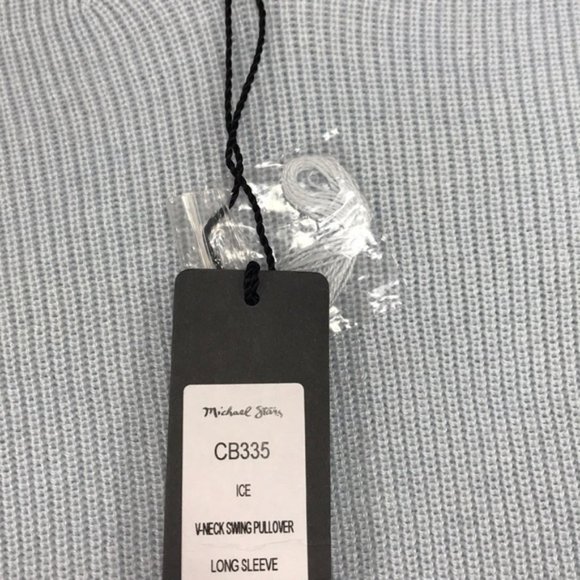 Michael Stars
CB335
ICE
V-NECK SWING PULLOVER
LONG SLEEVE